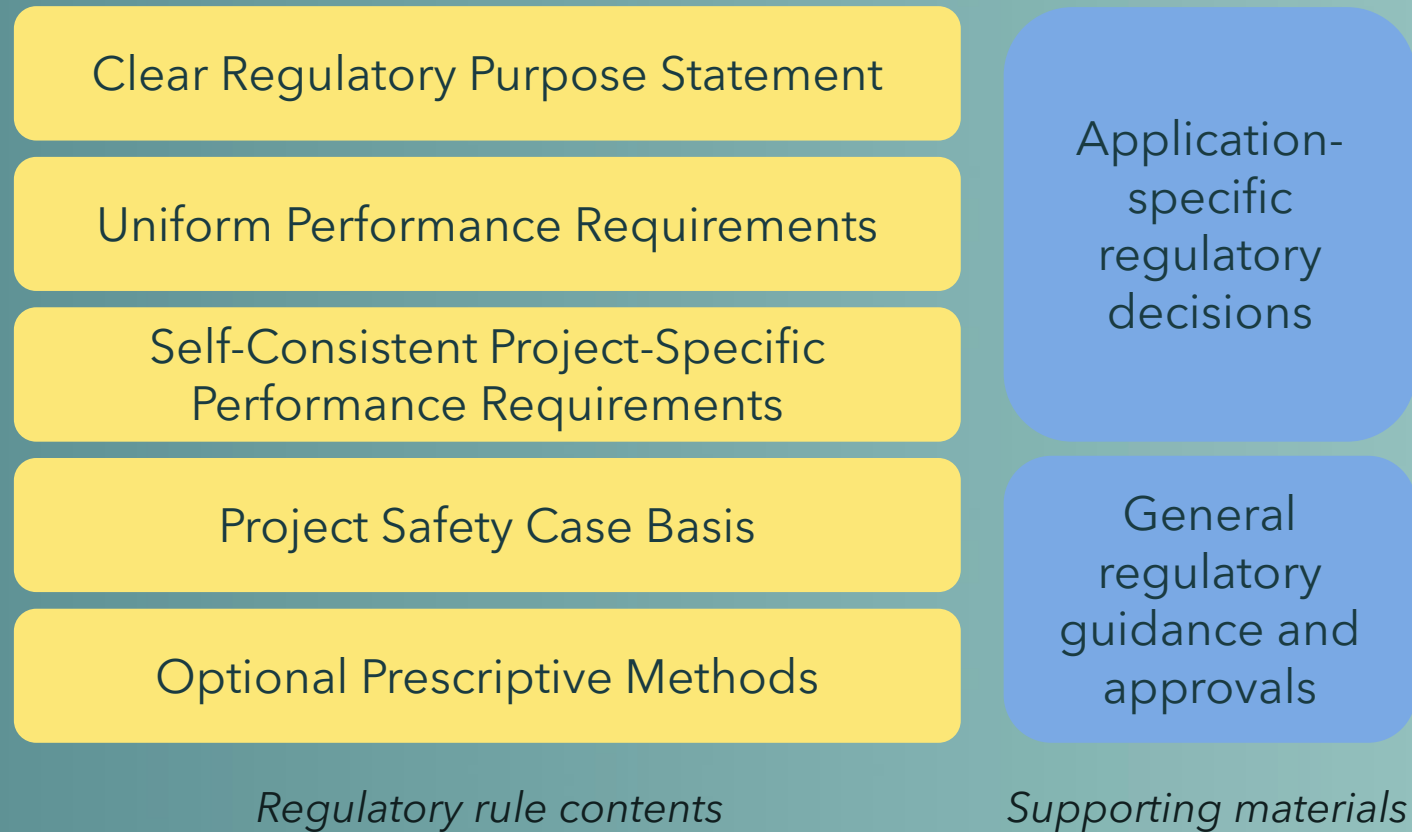 Clear Regulatory Purpose Statement
Uniform Performance Requirements
Self-Consistent Project-Specific
Performance Requirements
Project Safety Case Basis
Optional Prescriptive Methods
Regulatory rule contents
Application-
specific
regulatory
decisions
General
regulatory
guidance and
approvals
Supporting materials